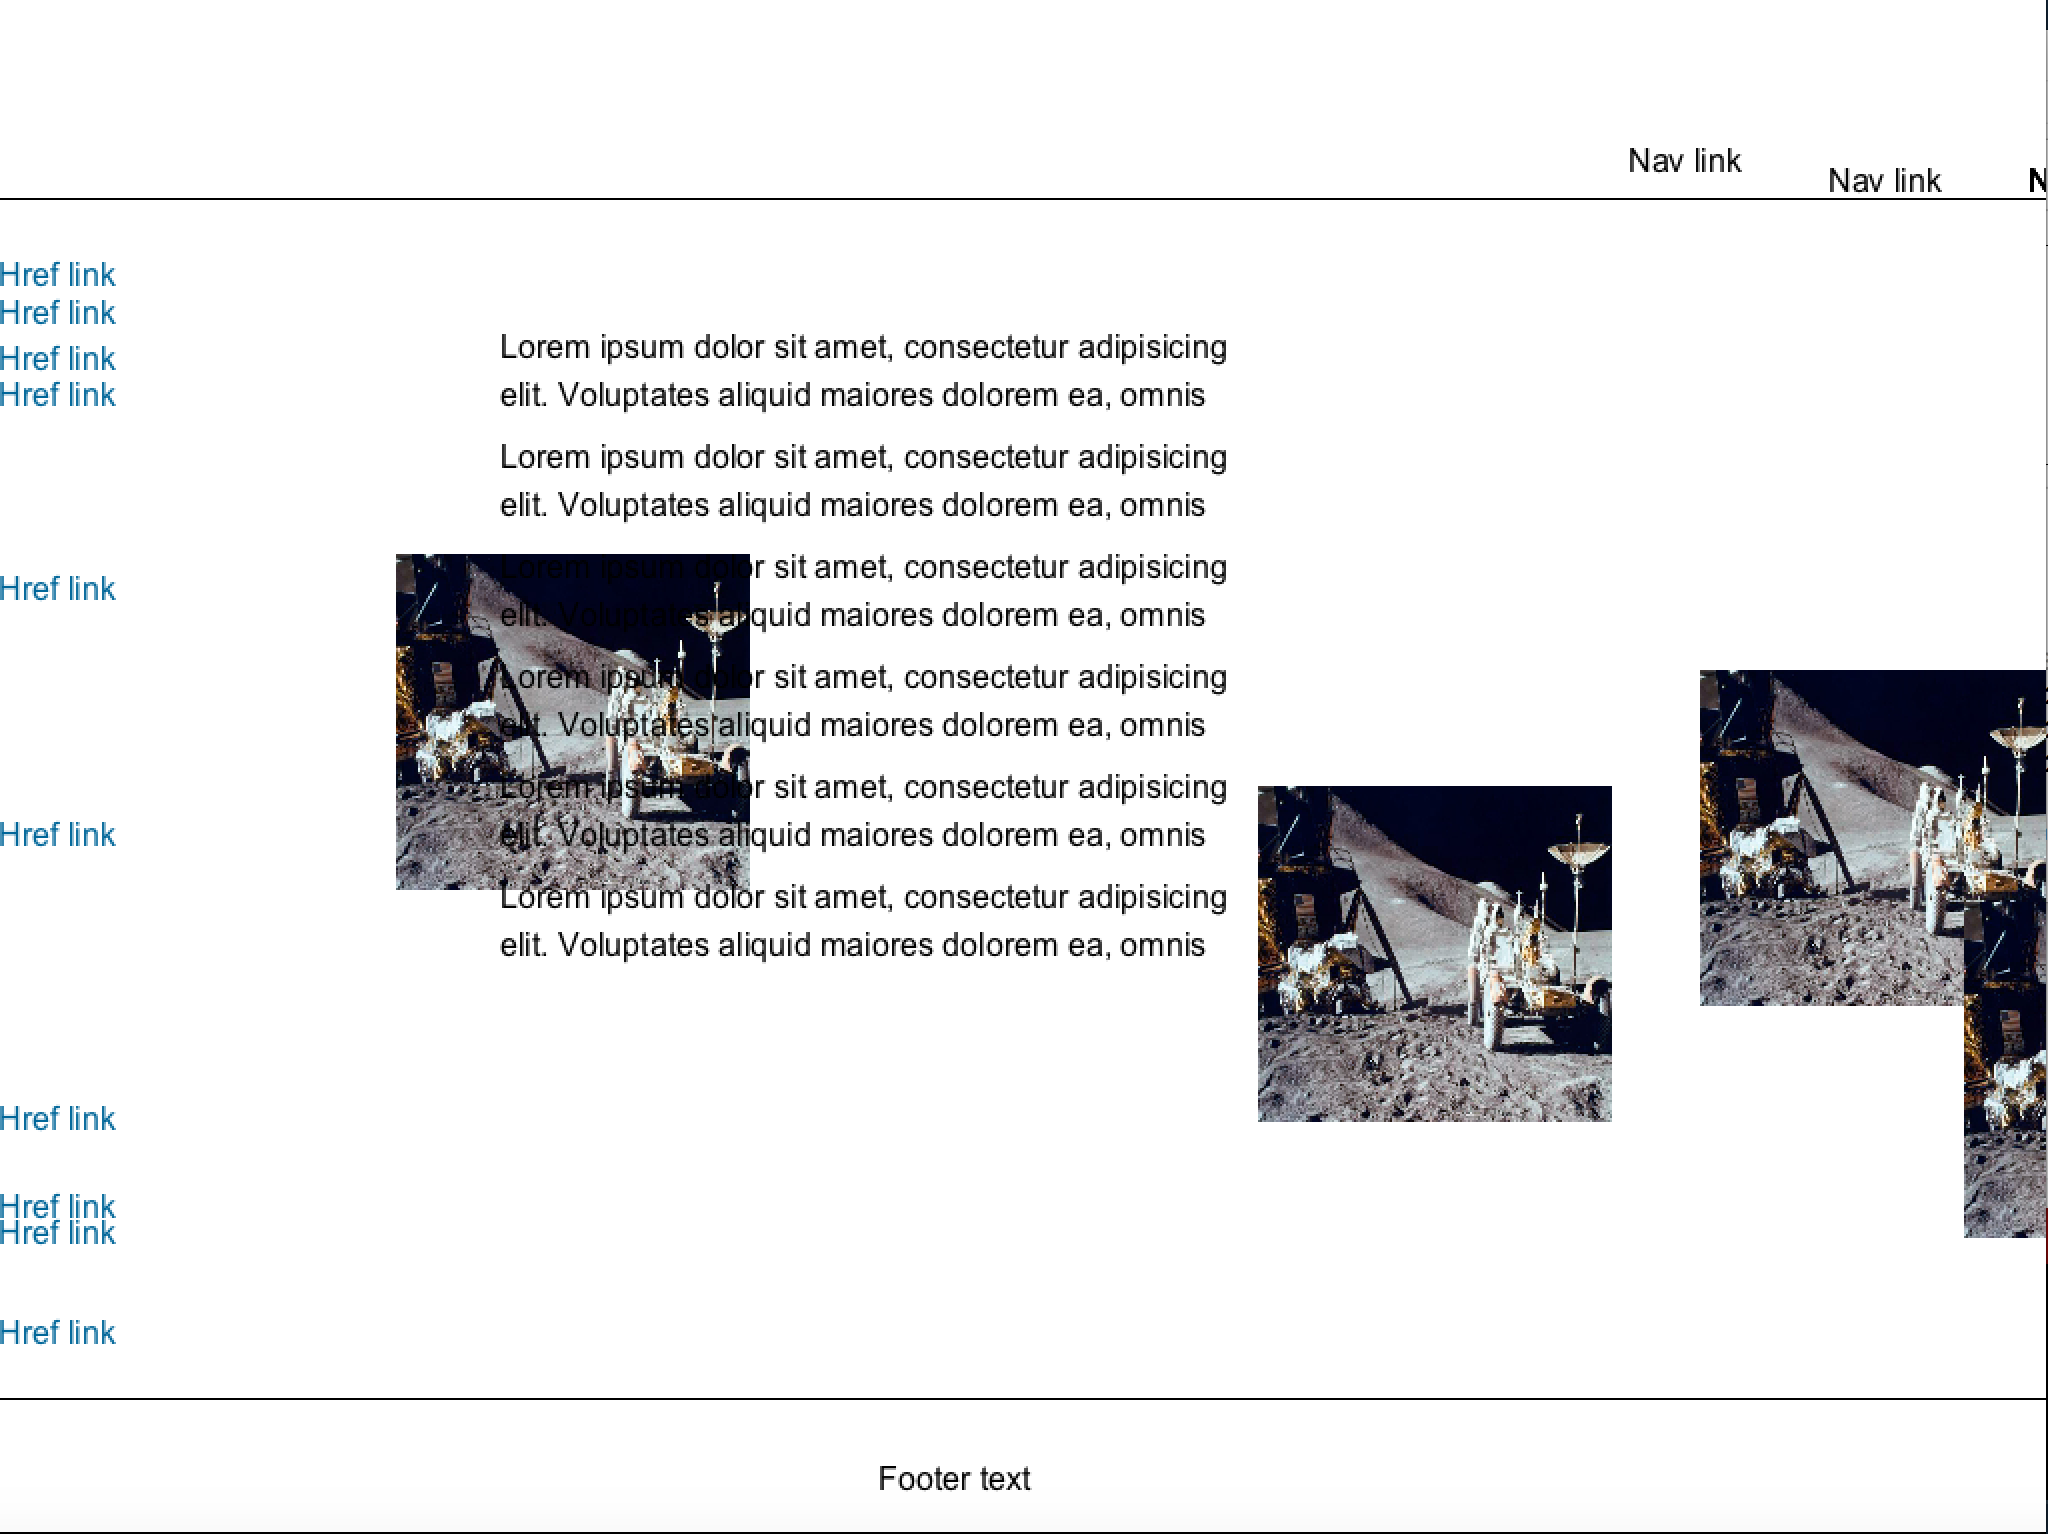 Nav link
Nav link
N
Href link
Href link
Href link
Href link
Lorem ipsum dolor sit amet, consectetur adipisicing
elit. Voluptates aliquid maiores dolorem ea, omnis
Lorem ipsum dolor sit amet, consectetur adipisicing
elit. Voluptates aliquid maiores dolorem ea, omnis
Href link
Lorem ipsum dolor sit amet, consectetur adipisicing
elit. Voluptates aliquid maiores dolorem ea, omnis
Lorem ipsum dolor sit amet, consectetur adipisicing
elit. Voluptates aliquid maiores dolorem ea, omnis
Href link
Lorem ipsum dolor sit amet, consectetur adipisicing
elit. Voluptates aliquid maiores dolorem ea, omnis
Lorem ipsum dolor sit amet, consectetur adipisicing
elit. Voluptates aliquid maiores dolorem ea, omnis
Href link
Href link
Href link
Href link
Footer text